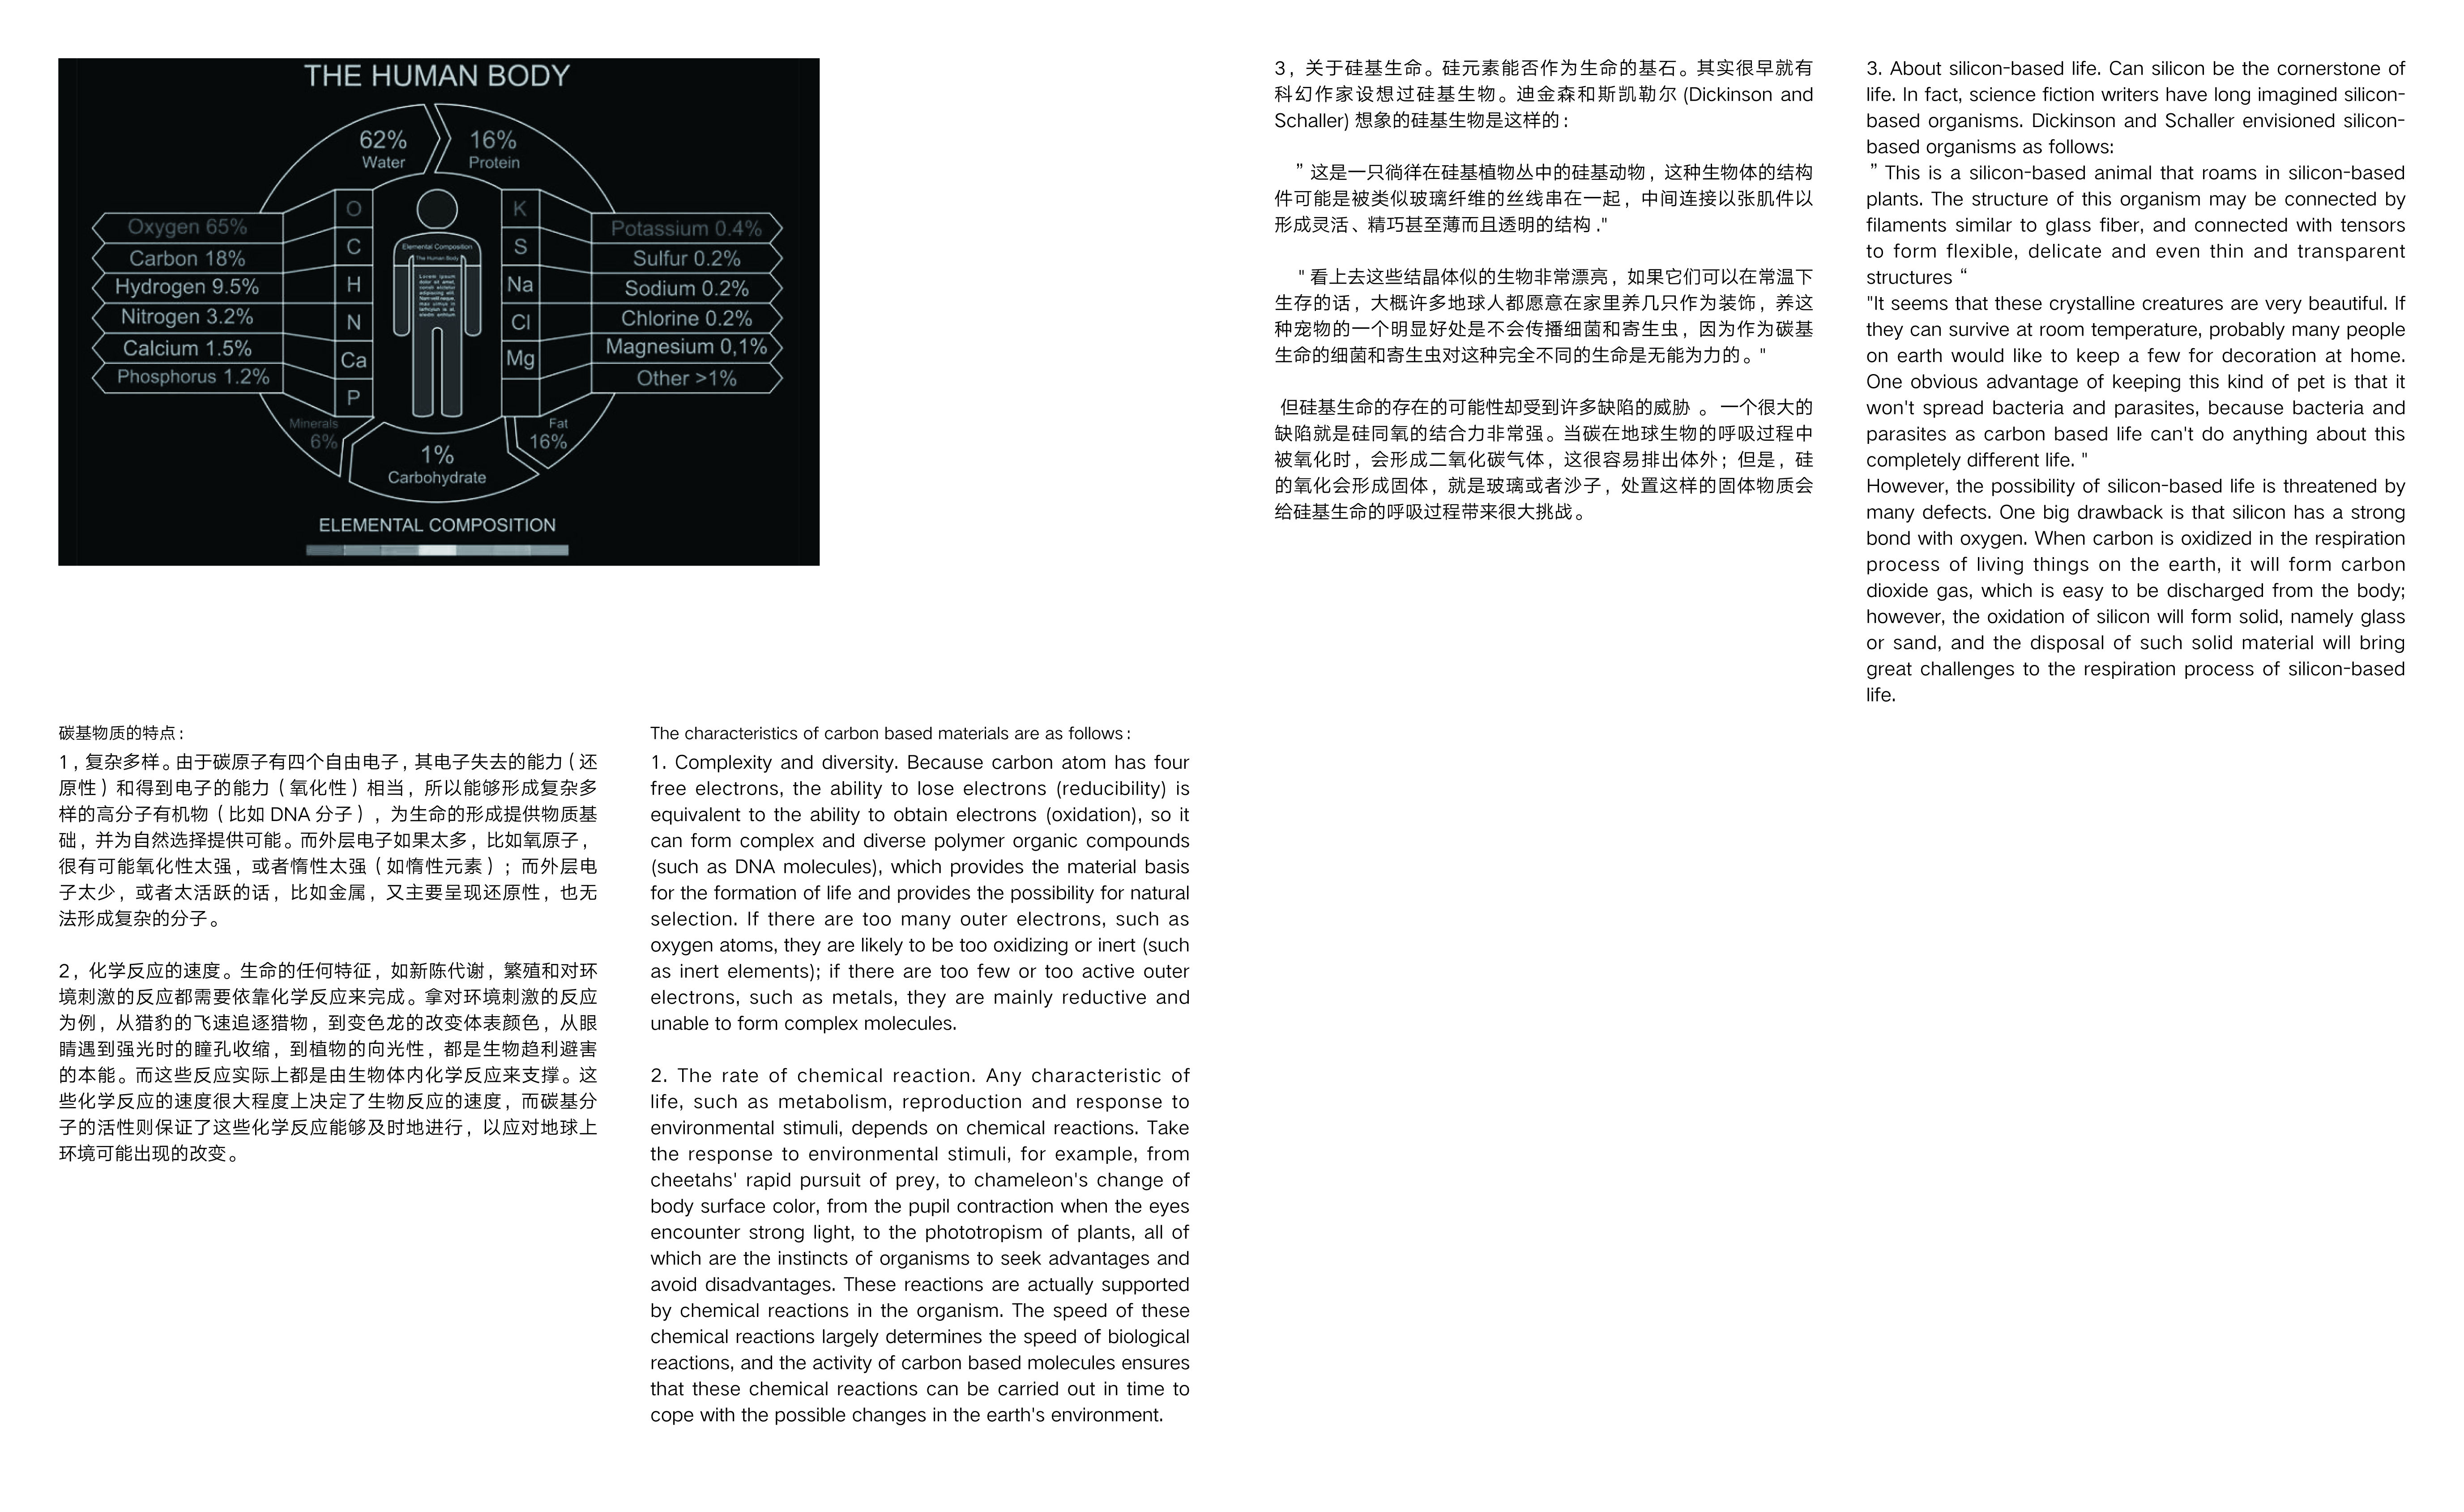 THE HUMAN BODY
62%
Water
16%
Protein
Oxygen 65%
Carbon 18%
Hydrogen 9.5%
Nitrogen 3.2%
Calcium 1.5%
Phosphorus 1.2%
O
C
H
N
Ca
P
Elemental Composition
The Human Body
Lorem ipsum
dolor sit amet,
K
S
Na
Cl
Mg
Potassium 0.4%
Sulfur 0.2%
Sodium 0.2%
Chlorine 0.2%
Magnesium 0,1%
Other >1%
Minerals
6%
1%
Carbohydrate
Fat
16%
ELEMENTAL COMPOSITION
碳基物质的特点：
1，复杂多样。由于碳原子有四个自由电子，其电子失去的能力（还
原性）和得到电子的能力（氧化性）相当，所以能够形成复杂多
样的高分子有机物（比如 DNA 分子），为生命的形成提供物质基
础，并为自然选择提供可能。而外层电子如果太多，比如氧原子，
很有可能氧化性太强，或者惰性太强（如惰性元素）；而外层电
子太少，或者太活跃的话，比如金属，又主要呈现还原性，也无
法形成复杂的分子。
2，化学反应的速度。生命的任何特征，如新陈代谢，繁殖和对环
境刺激的反应都需要依靠化学反应来完成。拿对环境刺激的反应
为例，从猎豹的飞速追逐猎物，到变色龙的改变体表颜色，从眼
睛遇到强光时的瞳孔收缩，到植物的向光性，都是生物趋利避害
的本能。而这些反应实际上都是由生物体内化学反应来支撑。这
些化学反应的速度很大程度上决定了生物反应的速度，而碳基分
子的活性则保证了这些化学反应能够及时地进行，以应对地球上
环境可能出现的改变。
The characteristics of carbon based materials are as follows:
1. Complexity and diversity. Because carbon atom has four
free electrons, the ability to lose electrons (reducibility) is
equivalent to the ability to obtain electrons (oxidation), so it
can form complex and diverse polymer organic compounds
(such as DNA molecules), which provides the material basis
for the formation of life and provides the possibility for natural
selection. If there are too many outer electrons, such as
oxygen atoms, they are likely to be too oxidizing or inert (such
as inert elements); if there are too few or too active outer
electrons, such as metals, they are mainly reductive and
unable to form complex molecules.
2. The rate of chemical reaction. Any characteristic of
life, such as metabolism, reproduction and response to
environmental stimuli, depends on chemical reactions. Take
the response to environmental stimuli, for example, from
cheetahs' rapid pursuit of prey, to chameleon's change of
body surface color, from the pupil contraction when the eyes
encounter strong light, to the phototropism of plants, all of
which are the instincts of organisms to seek advantages and
avoid disadvantages. These reactions are actually supported
by chemical reactions in the organism. The speed of these
chemical reactions largely determines the speed of biological
reactions, and the activity of carbon based molecules ensures
that these chemical reactions can be carried out in time to
cope with the possible changes in the earth's environment.
3，关于硅基生命。硅元素能否作为生命的基石。其实很早就有
科幻作家设想过硅基生物。迪金森和斯凯勒尔 (Dickinson and
Schaller) 想象的硅基生物是这样的：
”这是一只徜徉在硅基植物丛中的硅基动物，这种生物体的结构
件可能是被类似玻璃纤维的丝线串在一起，中间连接以张肌件以
形成灵活、精巧甚至薄而且透明的结构 ."
" 看上去这些结晶体似的生物非常漂亮，如果它们可以在常温下
生存的话，大概许多地球人都愿意在家里养几只作为装饰，养这
种宠物的一个明显好处是不会传播细菌和寄生虫，因为作为碳基
生命的细菌和寄生虫对这种完全不同的生命是无能为力的。"
但硅基生命的存在的可能性却受到许多缺陷的威胁 。 一个很大的
缺陷就是硅同氧的结合力非常强。当碳在地球生物的呼吸过程中
被氧化时，会形成二氧化碳气体，这很容易排出体外；但是，硅
的氧化会形成固体，就是玻璃或者沙子，处置这样的固体物质会
给硅基生命的呼吸过程带来很大挑战。
3. About silicon-based life. Can silicon be the cornerstone of
life. In fact, science fiction writers have long imagined silicon-
based organisms. Dickinson and Schaller envisioned silicon-
based organisms as follows:
” This is a silicon-based animal that roams in silicon-based
plants. The structure of this organism may be connected by
filaments similar to glass fiber, and connected with tensors
to form flexible, delicate and even thin and transparent
structures “
"It seems that these crystalline creatures are very beautiful. If
they can survive at room temperature, probably many people
on earth would like to keep a few for decoration at home.
One obvious advantage of keeping this kind of pet is that it
won't spread bacteria and parasites, because bacteria and
parasites as carbon based life can't do anything about this
completely different life. "
However, the possibility of silicon-based life is threatened by
many defects. One big drawback is that silicon has a strong
bond with oxygen. When carbon is oxidized in the respiration
process of living things on the earth, it will form carbon
dioxide gas, which is easy to be discharged from the body;
however, the oxidation of silicon will form solid, namely glass
or sand, and the disposal of such solid material will bring
great challenges to the respiration process of silicon-based
life.